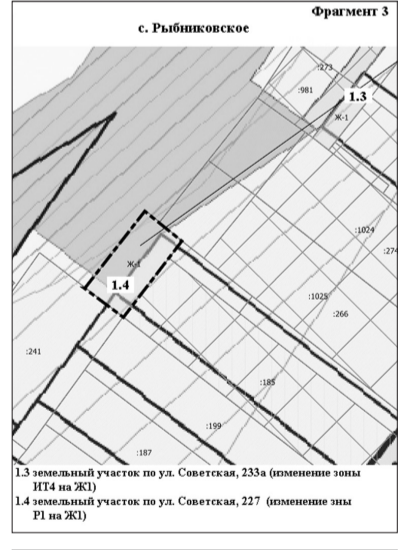 Фрагмент 3
с. Рыбниковское
:273
:981
1.3
Ж-1
:1024
:274
Ж-1
1.4
:1025
:266
:241
:185
:199
:187
1.3 земельный участок по ул. Советская, 233а (изменение зоны
ИТ4 на Ж1)
1.4 земельный участок по ул. Советская, 227 (изменение зны
Р1 на Ж1)